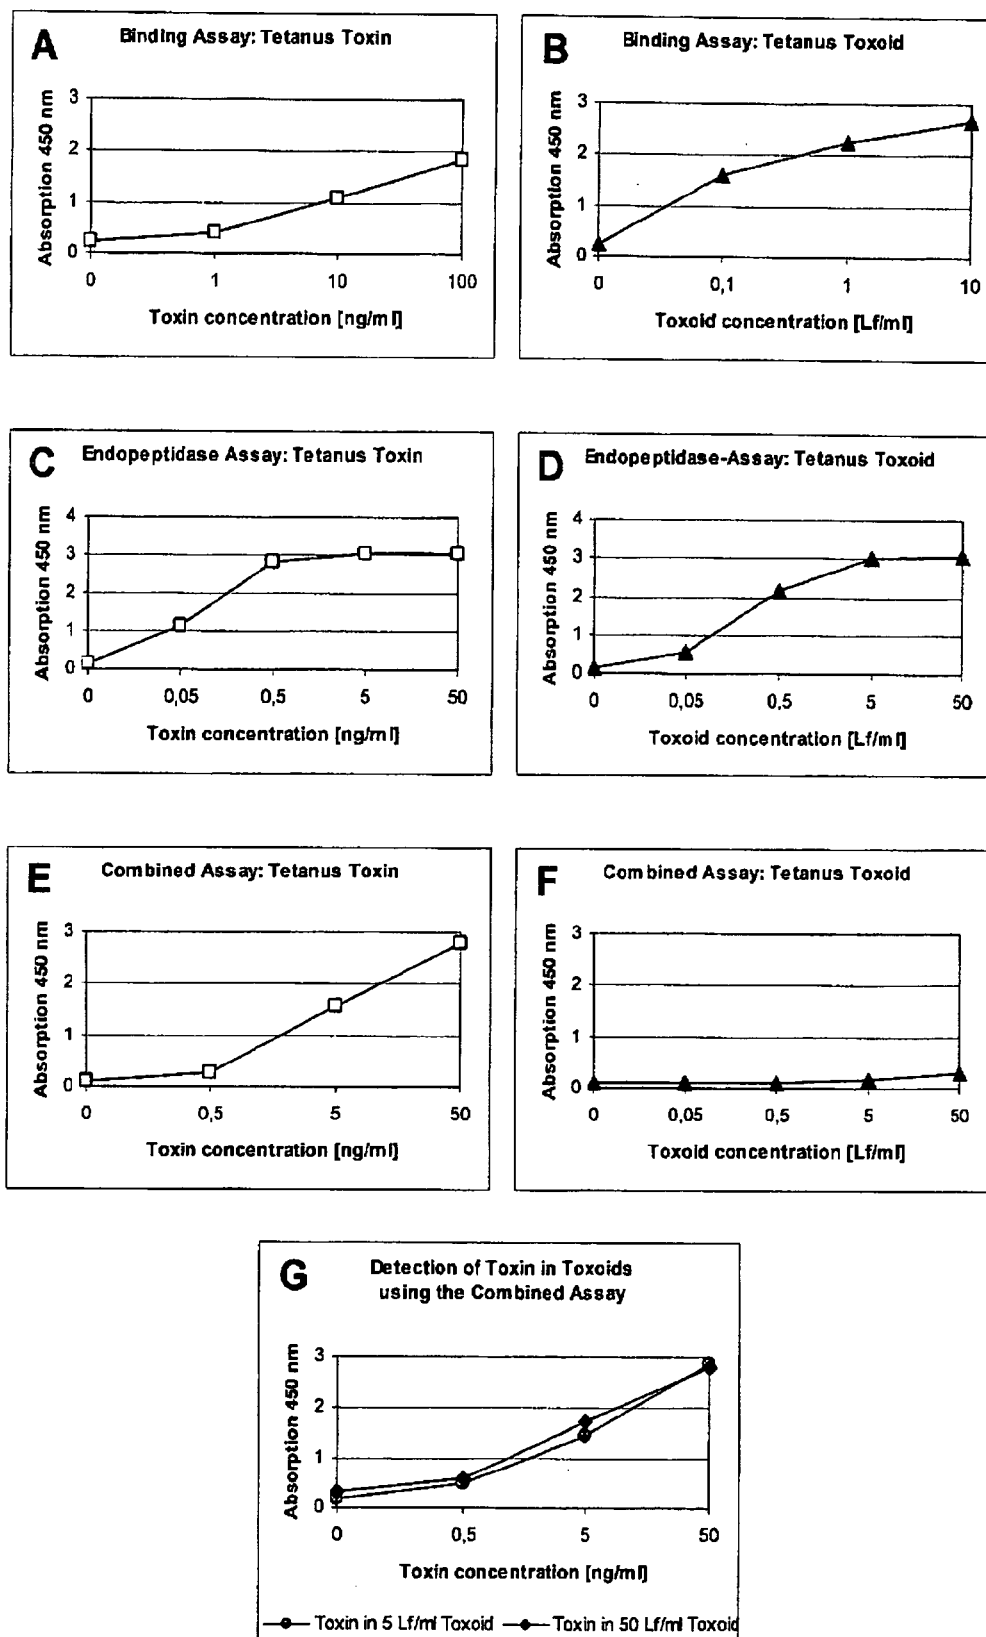 A
Binding Assay: Tetanus Toxin
Absorption 450 nm
3
2
1
0
0 1 10 100
Toxin concentration [ng/ml]
B
Binding Assay: Tetanus Toxoid
Absorption 450 nm
3
2
1
0
0 0,1 1 10
Toxoid concentration [Lf/ml]
C
Endopeptidase Assay: Tetanus Toxin
Absorption 450 nm
4
3
2
1
0
0 0,05 0,5 5 50
Toxin concentration [ng/ml]
D
Endopeptidase-Assay: Tetanus Toxoid
Absorption 450 nm
4
3
2
1
0
0 0,05 0,5 5 50
Toxoid concentration [Lf/ml]
E
Combined Assay: Tetanus Toxin
Absorption 450 nm
3
2
1
0
0 0,5 5 50
Toxin concentration [ng/ml]
F
Combined Assay: Tetanus Toxoid
Absorption 450 nm
3
2
1
0
0 0,05 0,5 5 50
Toxoid concentration [Lf/ml]
G
Detection of Toxin in Toxoids
using the Combined Assay
Absorption 450 nm
3
2
1
0
0 0,5 5 50
Toxin concentration [ng/ml]
Toxin in 5 Lf/ml Toxoid Toxin in 50 Lf/ml Toxoid